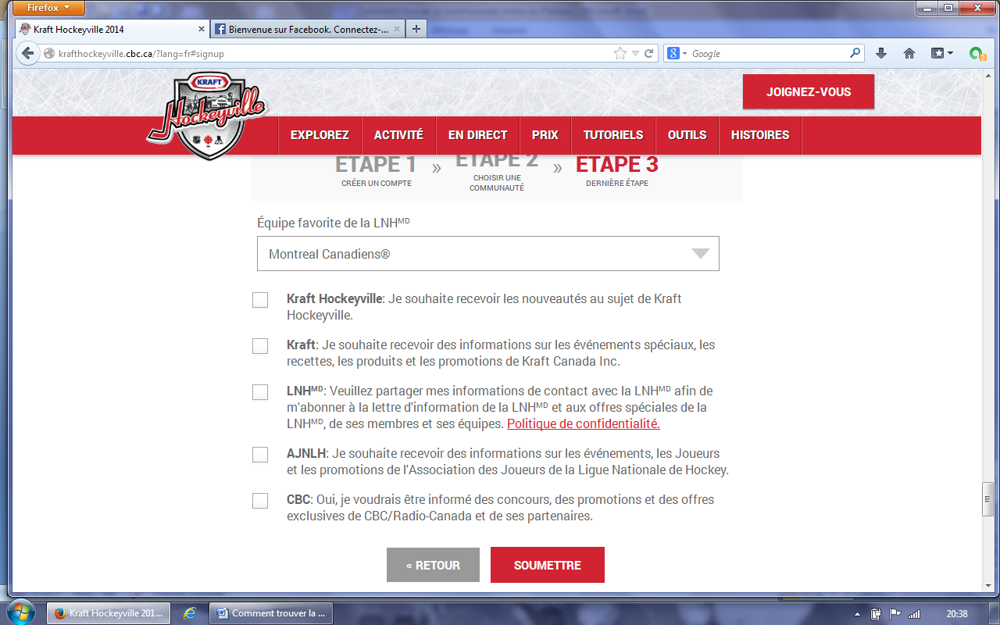 Firefox
Kraft Hockeyville 2014
Bienvenue sur Facebook. Connectez-...
krafthockeyville.cbc.ca/?lang=fr#signup
Google
KRAFT
Hockeyville
JOIGNEZ-VOUS
EXPLOREZ ACTIVITÉ EN DIRECT PRIX TUTORIELS OUTILS HISTOIRES
ETAPE 1 » ETAPE 2 » ETAPE 3
CRÉER UN COMPTE
CHOISIR UNE
COMMUNAUTÉ
DERNIÈRE ÉTAPE
Équipe favorite de la LNHMD
Montreal Canadiens®
Kraft Hockeyville: Je souhaite recevoir les nouveautés au sujet de Kraft
Hockeyville.
Kraft: Je souhaite recevoir des informations sur les événements spéciaux, les
recettes, les produits et les promotions de Kraft Canada Inc.
LNHMD: Veuillez partager mes informations de contact avec la LNHMD afin de
m'abonner à la lettre d'information de la LNHMD et aux offres spéciales de la
LNHMD, de ses membres et ses équipes. Politique de confidentialité.
AJNLH: Je souhaite recevoir des informations sur les événements, les Joueurs
et les promotions de l'Association des Joueurs de la Ligue Nationale de Hockey.
CBC: Oui, je voudrais être informé des concours, des promotions et des offres
exclusives de CBC/Radio-Canada et de ses partenaires.
« RETOUR
SOUMETTRE
Kraft Hockeyville 201...
Comment trouver la ...
20:38